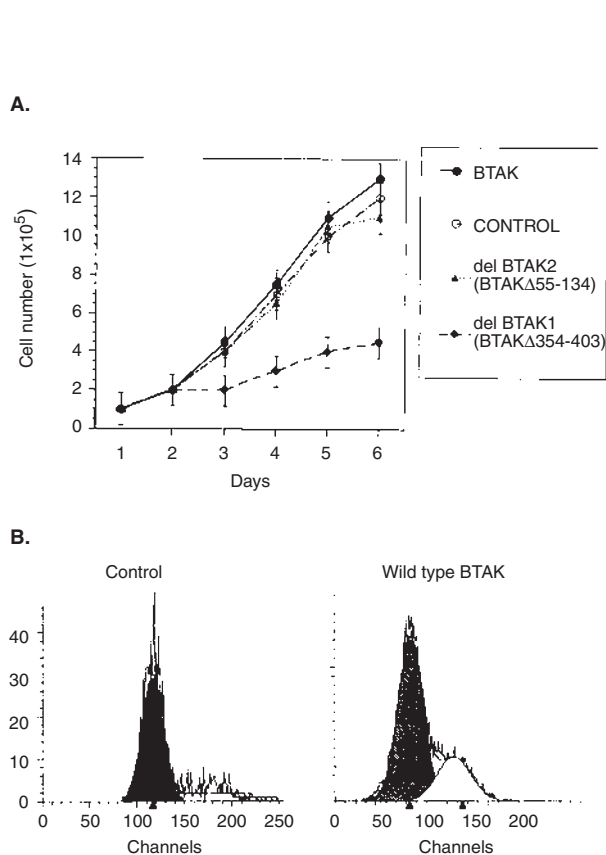 A.
Cell number (1x10⁵)
14
12
10
8
6
4
2
0
1 2 3 4 5 6
Days
BTAK
CONTROL
del BTAK2
(BTAKΔ55-134)
del BTAK1
(BTAKΔ354-403)
B.
Control
40
30
20
10
0
0 50 100 150 200 250
Channels
Wild type BTAK
0 50 100 150 200
Channels